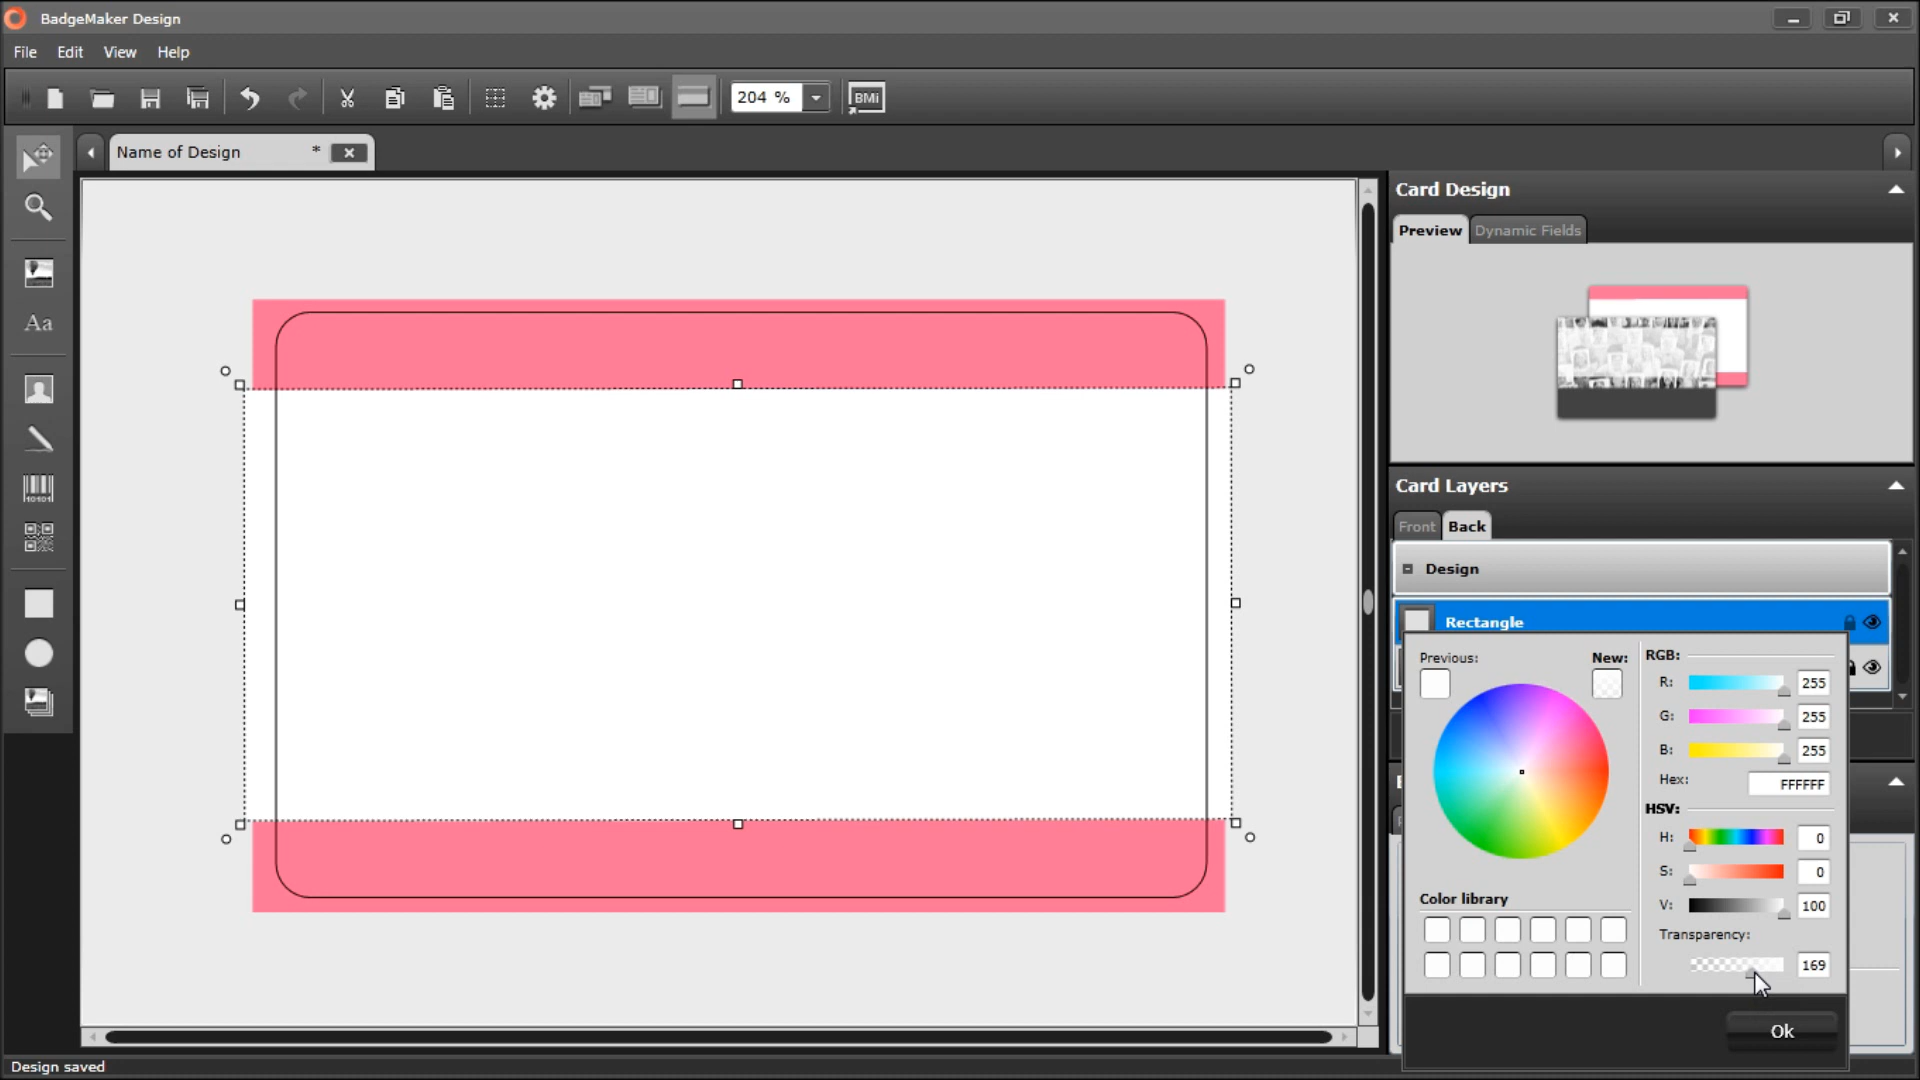 BadgeMaker Design
File Edit View Help
204 %
BMi
Aa
Name of Design *
Card Design
Preview Dynamic Fields
Card Layers
Front Back
Design
Rectangle
Previous: New:
RGB:
R: 255
G: 255
B: 255
Hex: FFFFFF
HSV:
H: 0
S: 0
V: 100
Transparency:
169
Color library
Ok
Design saved